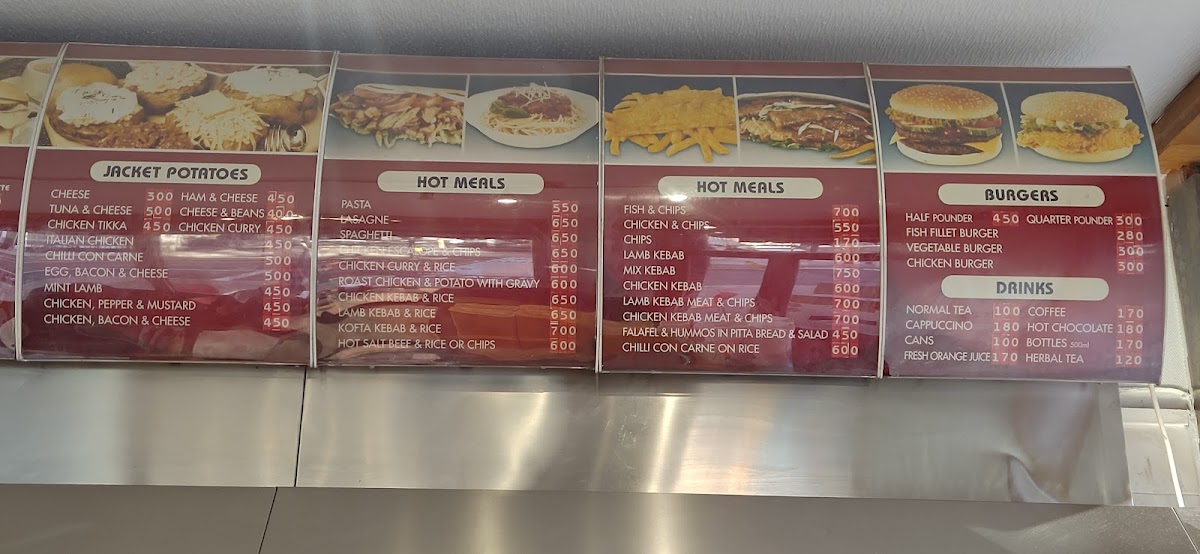 TE
JACKET POTATOES
CHEESE 300 HAM & CHEESE 450
TUNA & CHEESE 500 CHEESE & BEANS 400
CHICKEN TIKKA 450 CHICKEN CURRY 450
ITALIAN CHICKEN 450
CHILLI CON CARNE 500
EGG, BACON & CHEESE 500
MINT LAMB 450
CHICKEN, PEPPER & MUSTARD 450
CHICKEN, BACON & CHEESE 450
HOT MEALS
PASTA 550
LASAGNE 650
SPAGHETTI 650
& CHIPS 650
CHICKEN CURRY & RICE 600
ROAST CHICKEN & POTATO WITH GRAVY 600
CHICKEN KEBAB & RICE 650
LAMB KEBAB & RICE 650
KOFTA KEBAB & RICE 700
HOT SALT BEEF & RICE OR CHIPS 600
HOT MEALS
FISH & CHIPS 700
CHICKEN & CHIPS 550
CHIPS 170
LAMB KEBAB 600
MIX KEBAB 750
CHICKEN KEBAB 600
LAMB KEBAB MEAT & CHIPS 700
CHICKEN KEBAB MEAT & CHIPS 700
FALAFEL & HUMMOS IN PITTA BREAD & SALAD 450
CHILLI CON CARNE ON RICE 600
BURGERS
HALF POUNDER 450 QUARTER POUNDER 300
FISH FILLET BURGER 280
VEGETABLE BURGER 300
CHICKEN BURGER 300
DRINKS
NORMAL TEA 100 COFFEE 170
CAPPUCCINO 180 HOT CHOCOLATE 180
CANS 100 BOTTLES 500ml 170
FRESH ORANGE JUICE 170 HERBAL TEA 120